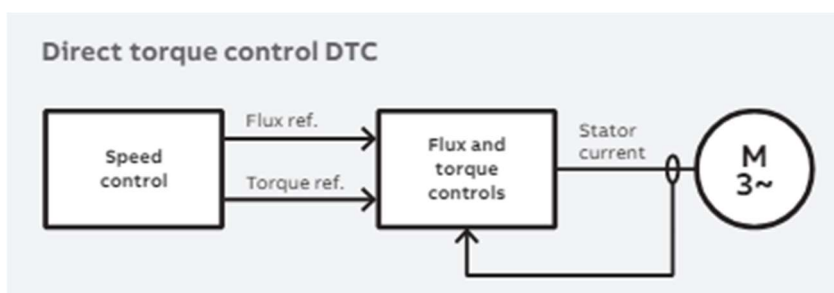 Direct torque control DTC
Speed
control
Flux ref.
Torque ref.
Flux and
torque
controls
Stator
current
M
3~